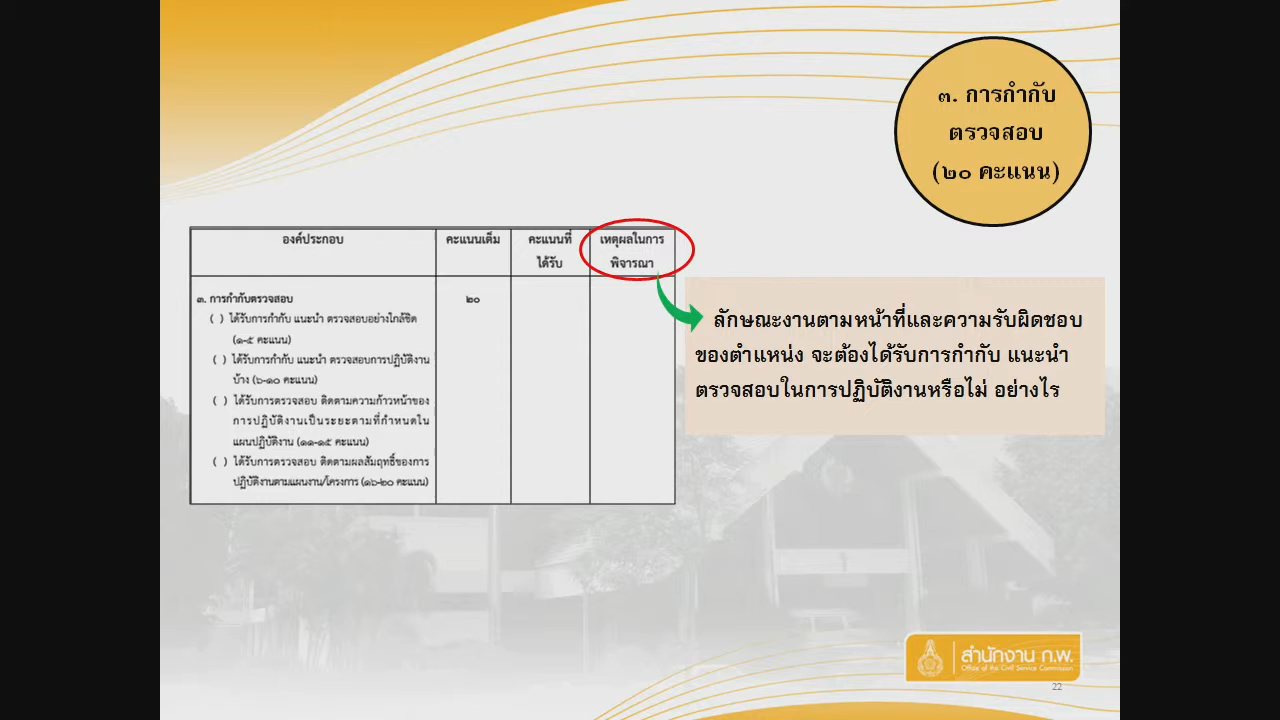 ๓. การกำกับ
ตรวจสอบ
(๒๐ คะแนน)
องค์ประกอบ
คะแนนเต็ม
คะแนนที่
ได้รับ
เหตุผลในการ
พิจารณา
๓. การกำกับตรวจสอบ
๒๐
( ) ได้รับการกำกับ แนะนำ ตรวจสอบอย่างใกล้ชิด
(๑-๕ คะแนน)
( ) ได้รับการกำกับ แนะนำ ตรวจสอบการปฏิบัติงาน
บ้าง (๖-๑๐ คะแนน)
( ) ได้รับการตรวจสอบ ติดตามความก้าวหน้าของ
การปฏิบัติงานเป็นระยะตามที่กำหนดใน
แผนปฏิบัติงาน (๑๑-๑๕ คะแนน)
( ) ได้รับการตรวจสอบ ติดตามผลสัมฤทธิ์ของการ
ปฏิบัติงานตามแผนงาน/โครงการ (๑๖-๒๐ คะแนน)
ลักษณะงานตามหน้าที่และความรับผิดชอบ
ของตำแหน่ง จะต้องได้รับการกำกับ แนะนำ
ตรวจสอบในการปฏิบัติงานหรือไม่ อย่างไร
สำนักงาน ก.พ.
Office of the Civil Service Commission
22